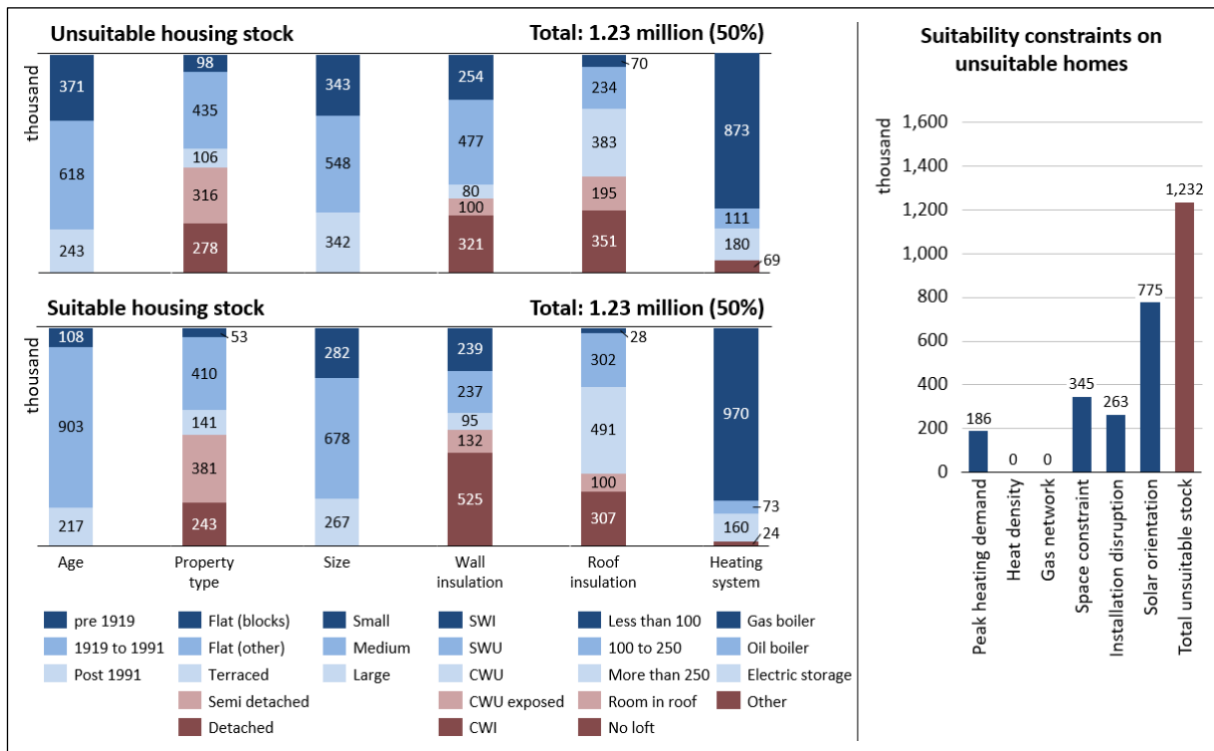 Unsuitable housing stock
Total: 1.23 million (50%)
thousand
371
618
243
98
435
106
316
278
343
548
342
254
477
80
100
321
70
234
383
195
351
873
111
180
69
Suitable housing stock
Total: 1.23 million (50%)
thousand
108
903
217
53
410
141
381
243
282
678
267
239
237
95
132
525
28
302
491
100
307
970
73
160
24
Age
Property type
Size
Wall insulation
Roof insulation
Heating system
pre 1919
1919 to 1991
Post 1991
Flat (blocks)
Flat (other)
Terraced
Semi detached
Detached
Small
Medium
Large
SWI
SWU
CWU
CWU exposed
CWI
Less than 100
100 to 250
More than 250
Room in roof
No loft
Gas boiler
Oil boiler
Electric storage
Other
Suitability constraints on
unsuitable homes
thousand
1,600
1,400
1,200
1,000
800
600
400
200
0
186
0
0
345
263
775
1,232
Peak heating demand
Heat density
Gas network
Space constraint
Installation disruption
Solar orientation
Total unsuitable stock